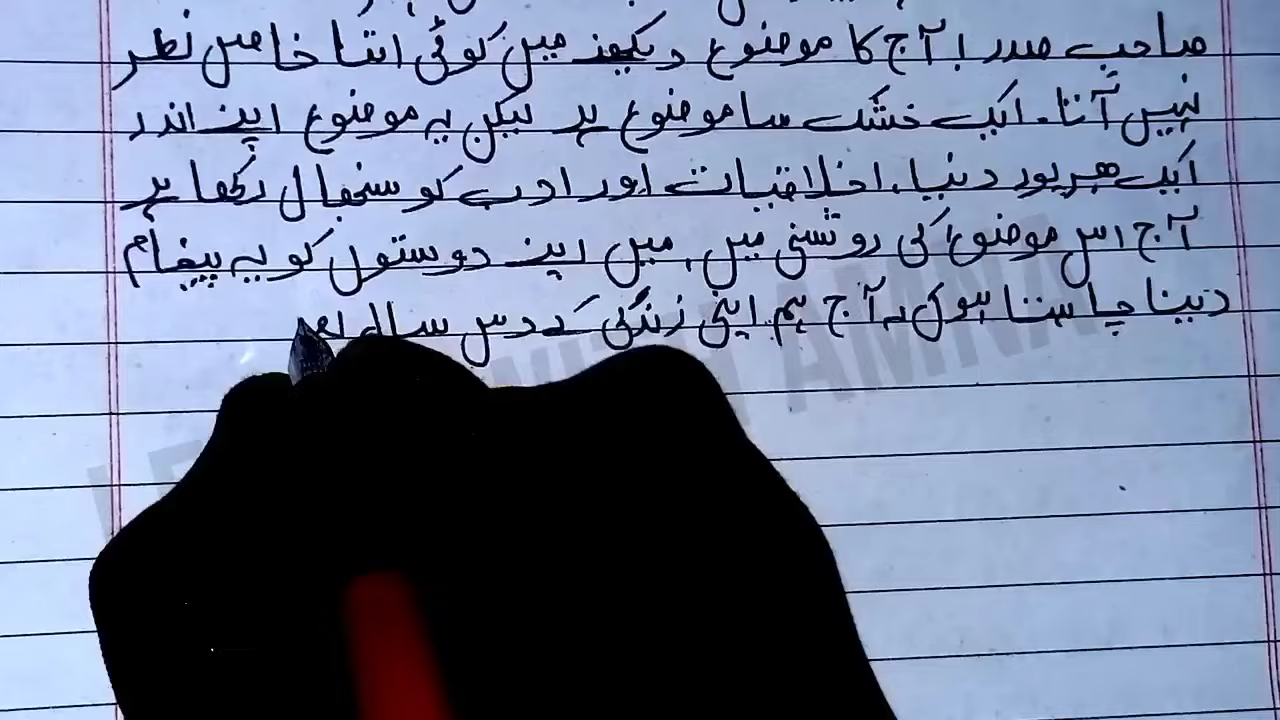 صاحب صدر! آج کا موضوع دیکھنے میں کوئی اتنا خاص نظر
نہیں آتا۔ ایک خشک سا موضوع ہے لیکن یہ موضوع اپنے اندر
ایک بھرپور دنیا، اخلاقیات اور ادب کو سنبھال رکھا ہے
آج اس موضوع کی روشنی میں، میں اپنے دوستوں کو یہ پیغام
دینا چاہتا ہوں کہ آج ہم اپنی زندگی کے دس سال بعد